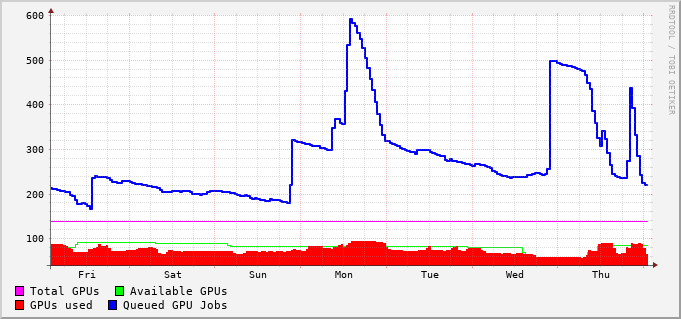 600
500
400
300
200
100
Fri Sat Sun Mon Tue Wed Thu
Total GPUs Available GPUs
GPUs used Queued GPU Jobs
RRDTOOL / TOBI OETIKER